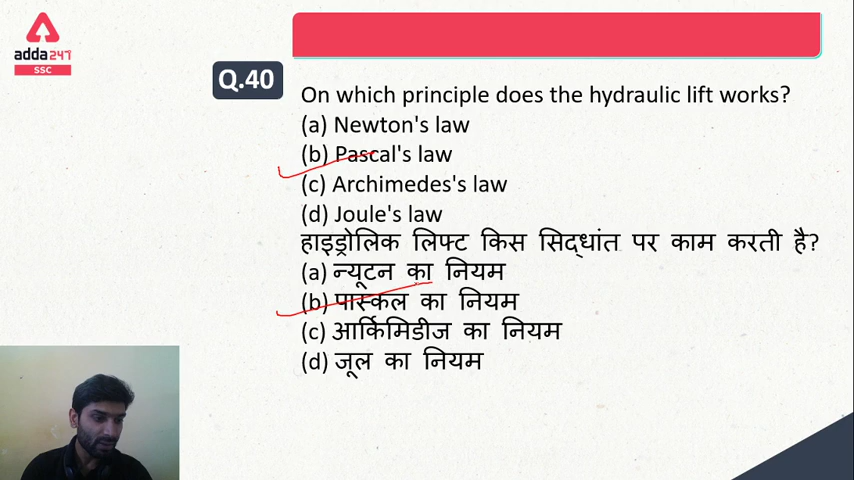 adda247
SSC
Q.40
On which principle does the hydraulic lift works?
(a) Newton's law
(b) Pascal's law
(c) Archimedes's law
(d) Joule's law
हाइड्रोलिक लिफ्ट किस सिद्धांत पर काम करती है?
(a) न्यूटन का नियम
(b) पास्कल का नियम
(c) आर्किमिडीज का नियम
(d) जूल का नियम